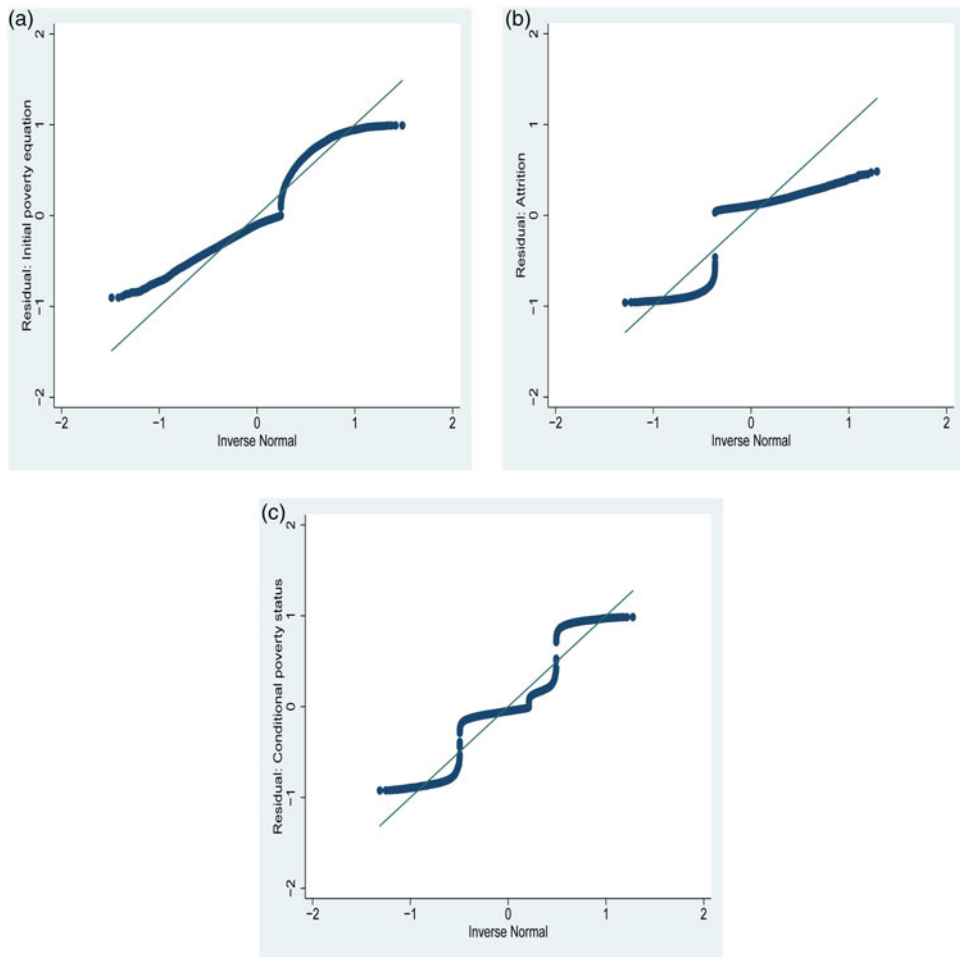 (a)
Residual: Initial poverty equation
2
1
0
−1
−2
−2 −1 0 1 2
Inverse Normal
(b)
Residual: Attrition
2
1
0
−1
−2
−2 −1 0 1 2
Inverse Normal
(c)
Residual: Conditional poverty status
2
1
0
−1
−2
−2 −1 0 1 2
Inverse Normal